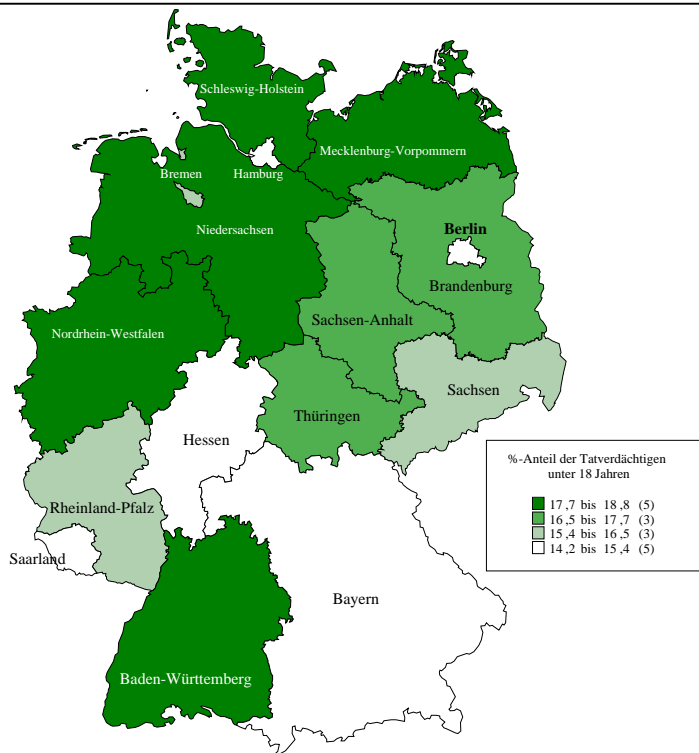 Schleswig-Holstein
Mecklenburg-Vorpommern
Bremen
Hamburg
Niedersachsen
Berlin
Brandenburg
Sachsen-Anhalt
Nordrhein-Westfalen
Sachsen
Thüringen
Hessen
Rheinland-Pfalz
Saarland
Bayern
Baden-Württemberg
%-Anteil der Tatverdächtigen
unter 18 Jahren
17 ,7 bis 18 ,8 (5)
16 ,5 bis 17 ,7 (3)
15 ,4 bis 16 ,5 (3)
14 ,2 bis 15 ,4 (5)